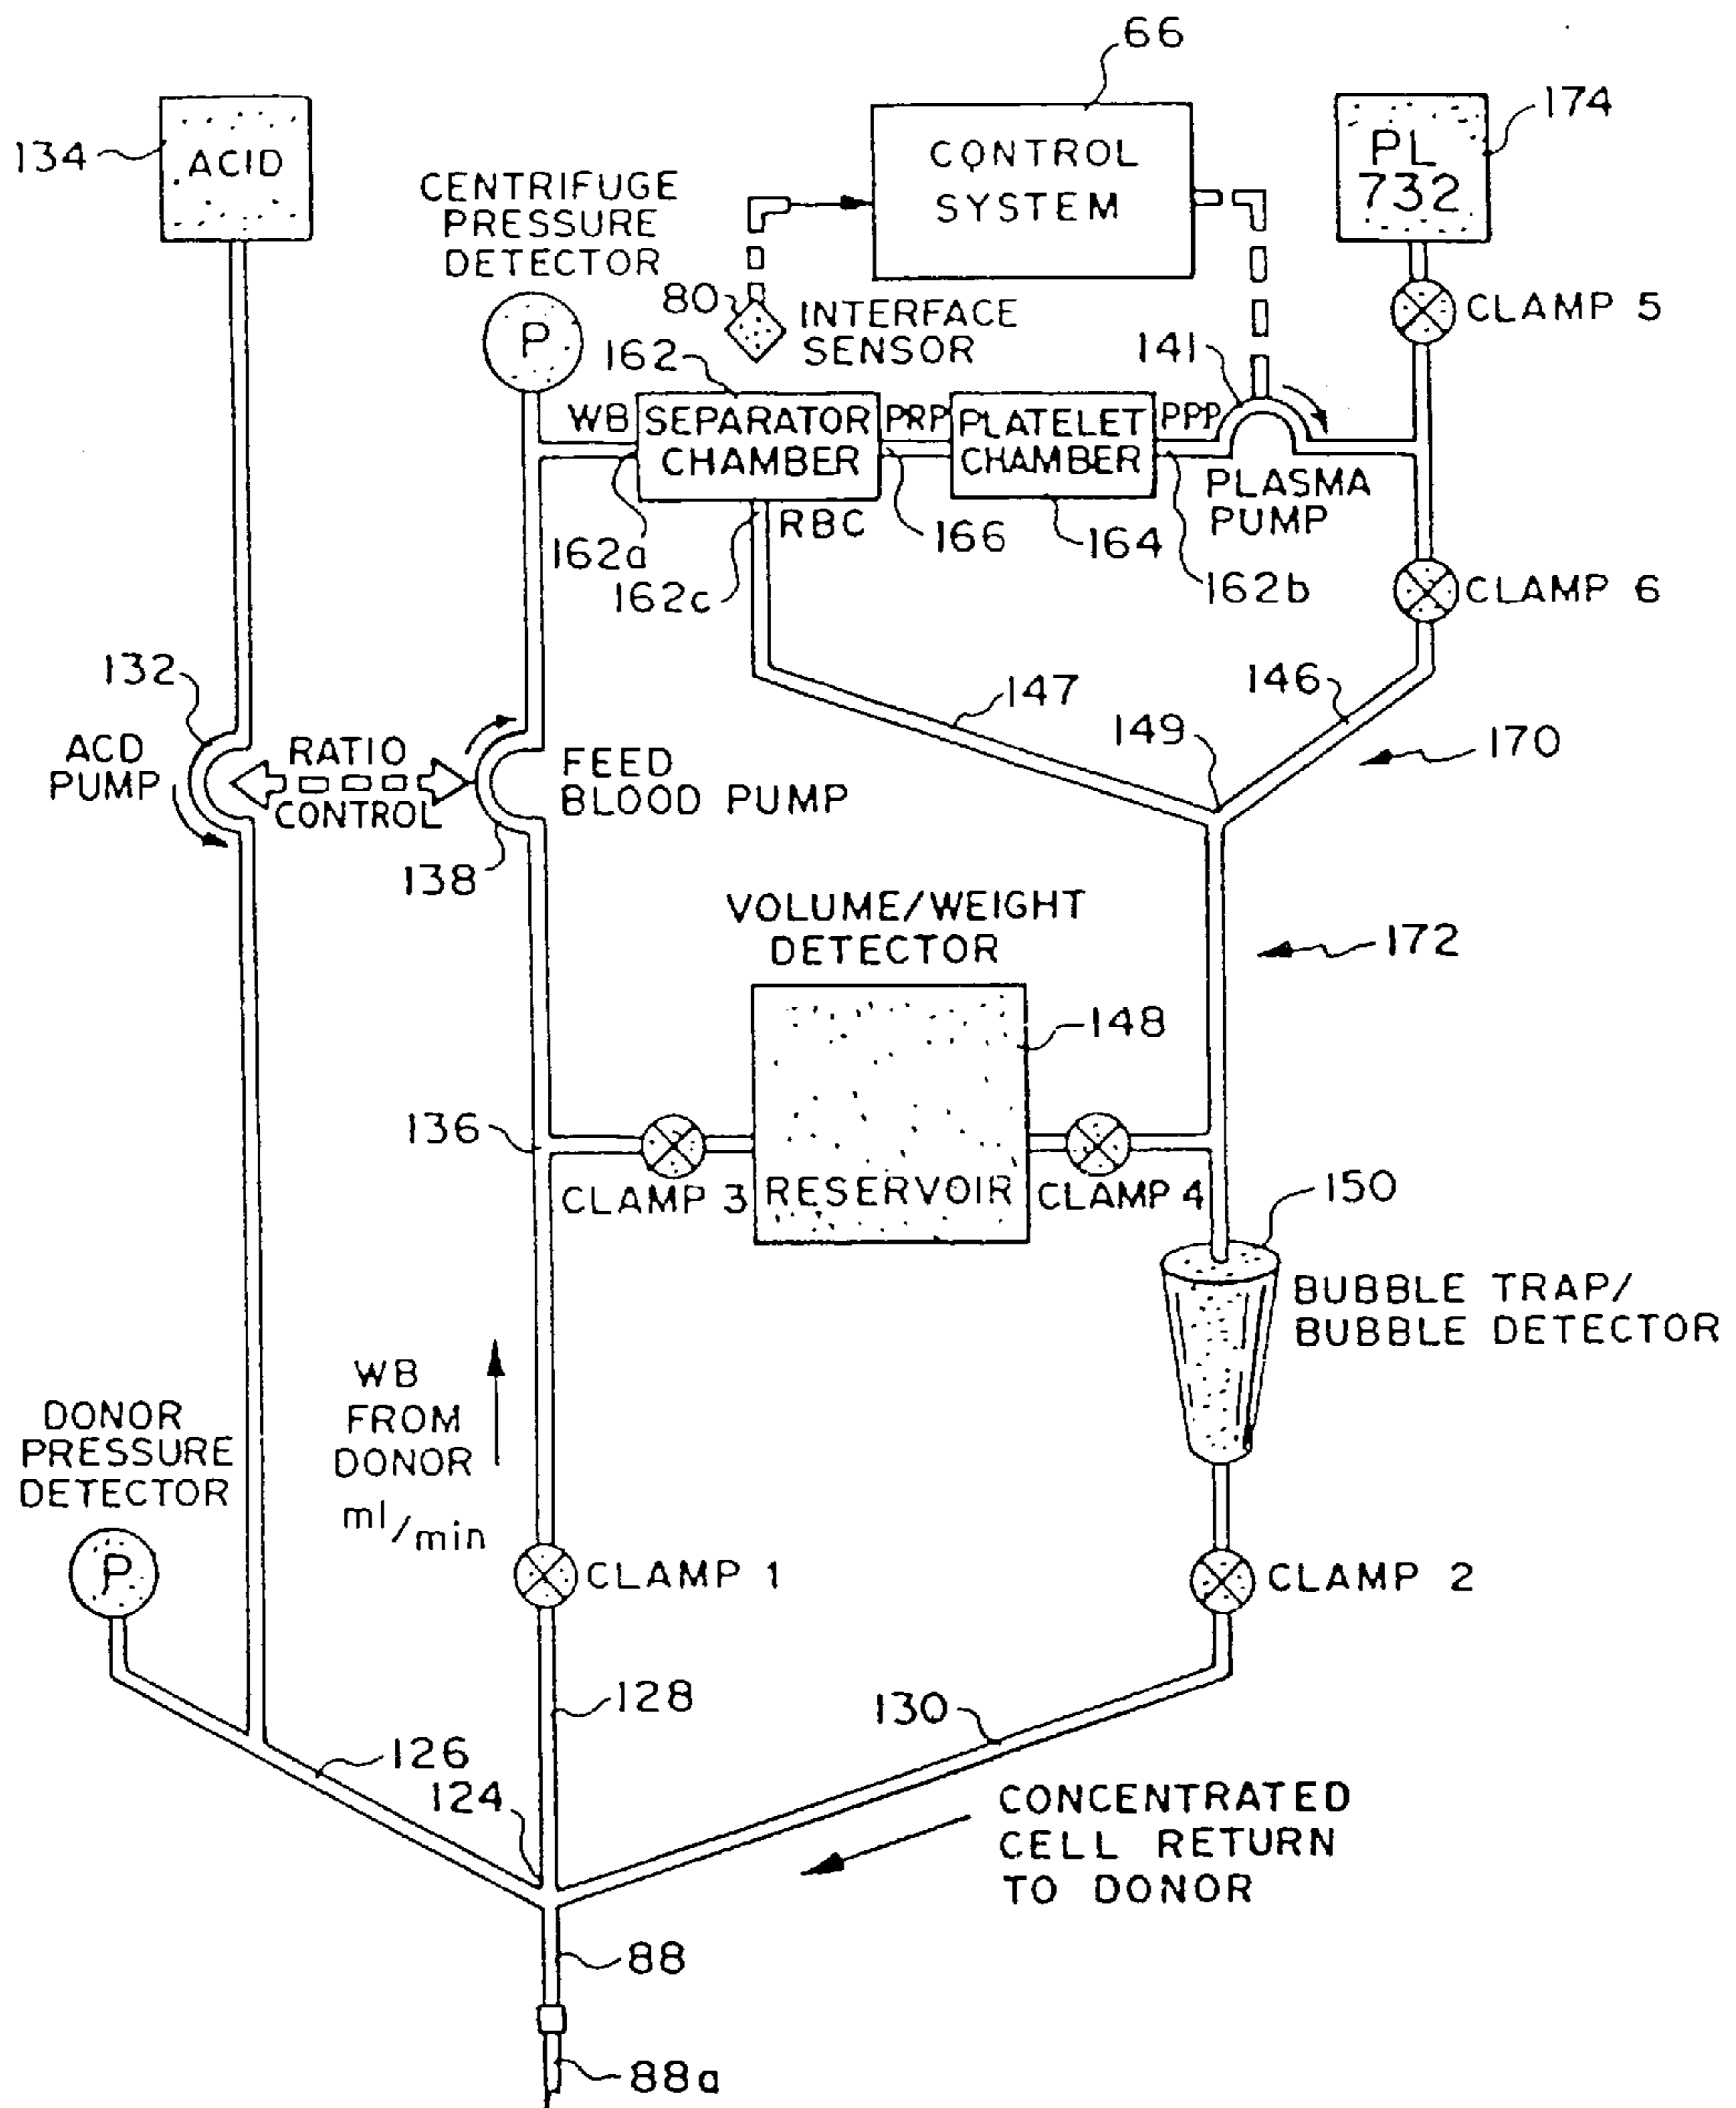 66
134
ACID
CONTROL
SYSTEM
PL
732
174
CENTRIFUGE
PRESSURE
DETECTOR
P
80
INTERFACE
SENSOR
CLAMP 5
162
141
WB
SEPARATOR
CHAMBER
PRP
PLATELET
CHAMBER
PPP
PLASMA
PUMP
162a
RBC
162c
166
164
162b
CLAMP 6
132
ACD
PUMP
RATIO
CONTROL
FEED
BLOOD PUMP
138
147
146
149
170
VOLUME/WEIGHT
DETECTOR
172
148
136
CLAMP 3
RESERVOIR
CLAMP 4
150
BUBBLE TRAP/
BUBBLE DETECTOR
WB
FROM
DONOR
ml/min
DONOR
PRESSURE
DETECTOR
P
CLAMP 1
CLAMP 2
128
130
126
124
CONCENTRATED
CELL RETURN
TO DONOR
88
88a